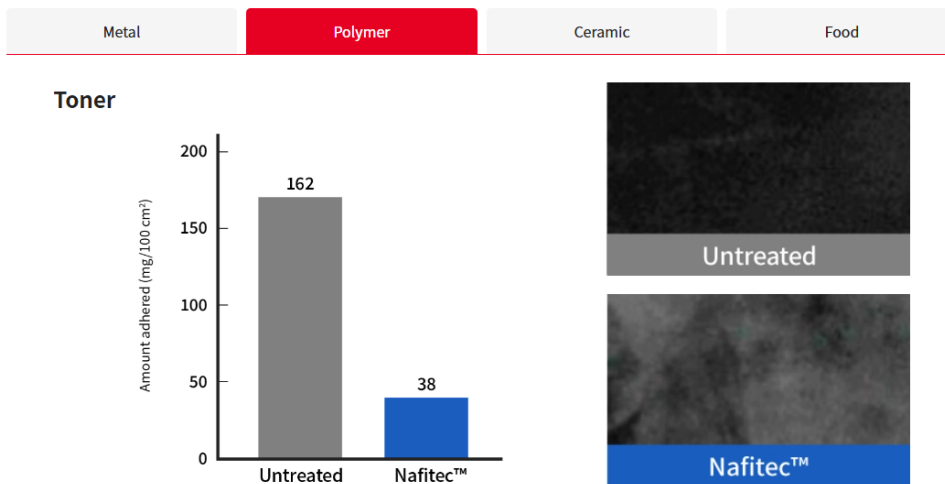 Metal
Polymer
Ceramic
Food
Toner
Amount adhered (mg/100 cm²)
200
150
100
50
0
162
38
Untreated
Nafitec™
Untreated
Nafitec™